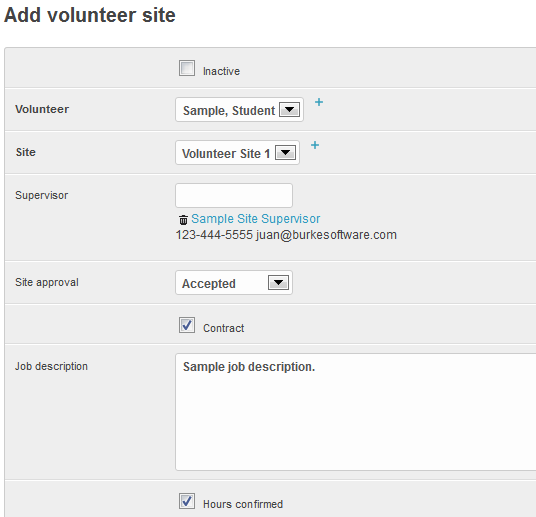 Add volunteer site
Inactive
Volunteer
Sample, Student
+
Site
Volunteer Site 1
+
Supervisor
Sample Site Supervisor
123-444-5555 juan@burkesoftware.com
Site approval
Accepted
Contract
Job description
Sample job description.
Hours confirmed